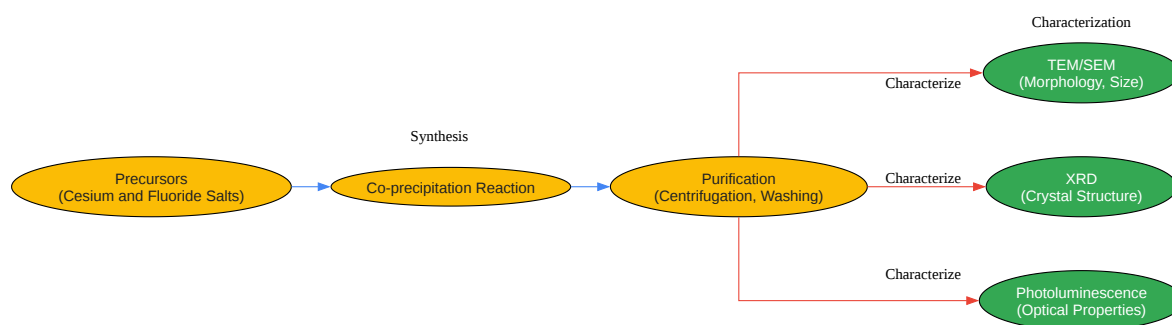 Characterization
TEM/SEM
(Morphology, Size)
Characterize
Synthesis
Precursors
(Cesium and Fluoride Salts)
Co-precipitation Reaction
Purification
(Centrifugation, Washing)
Characterize
XRD
(Crystal Structure)
Characterize
Photoluminescence
(Optical Properties)